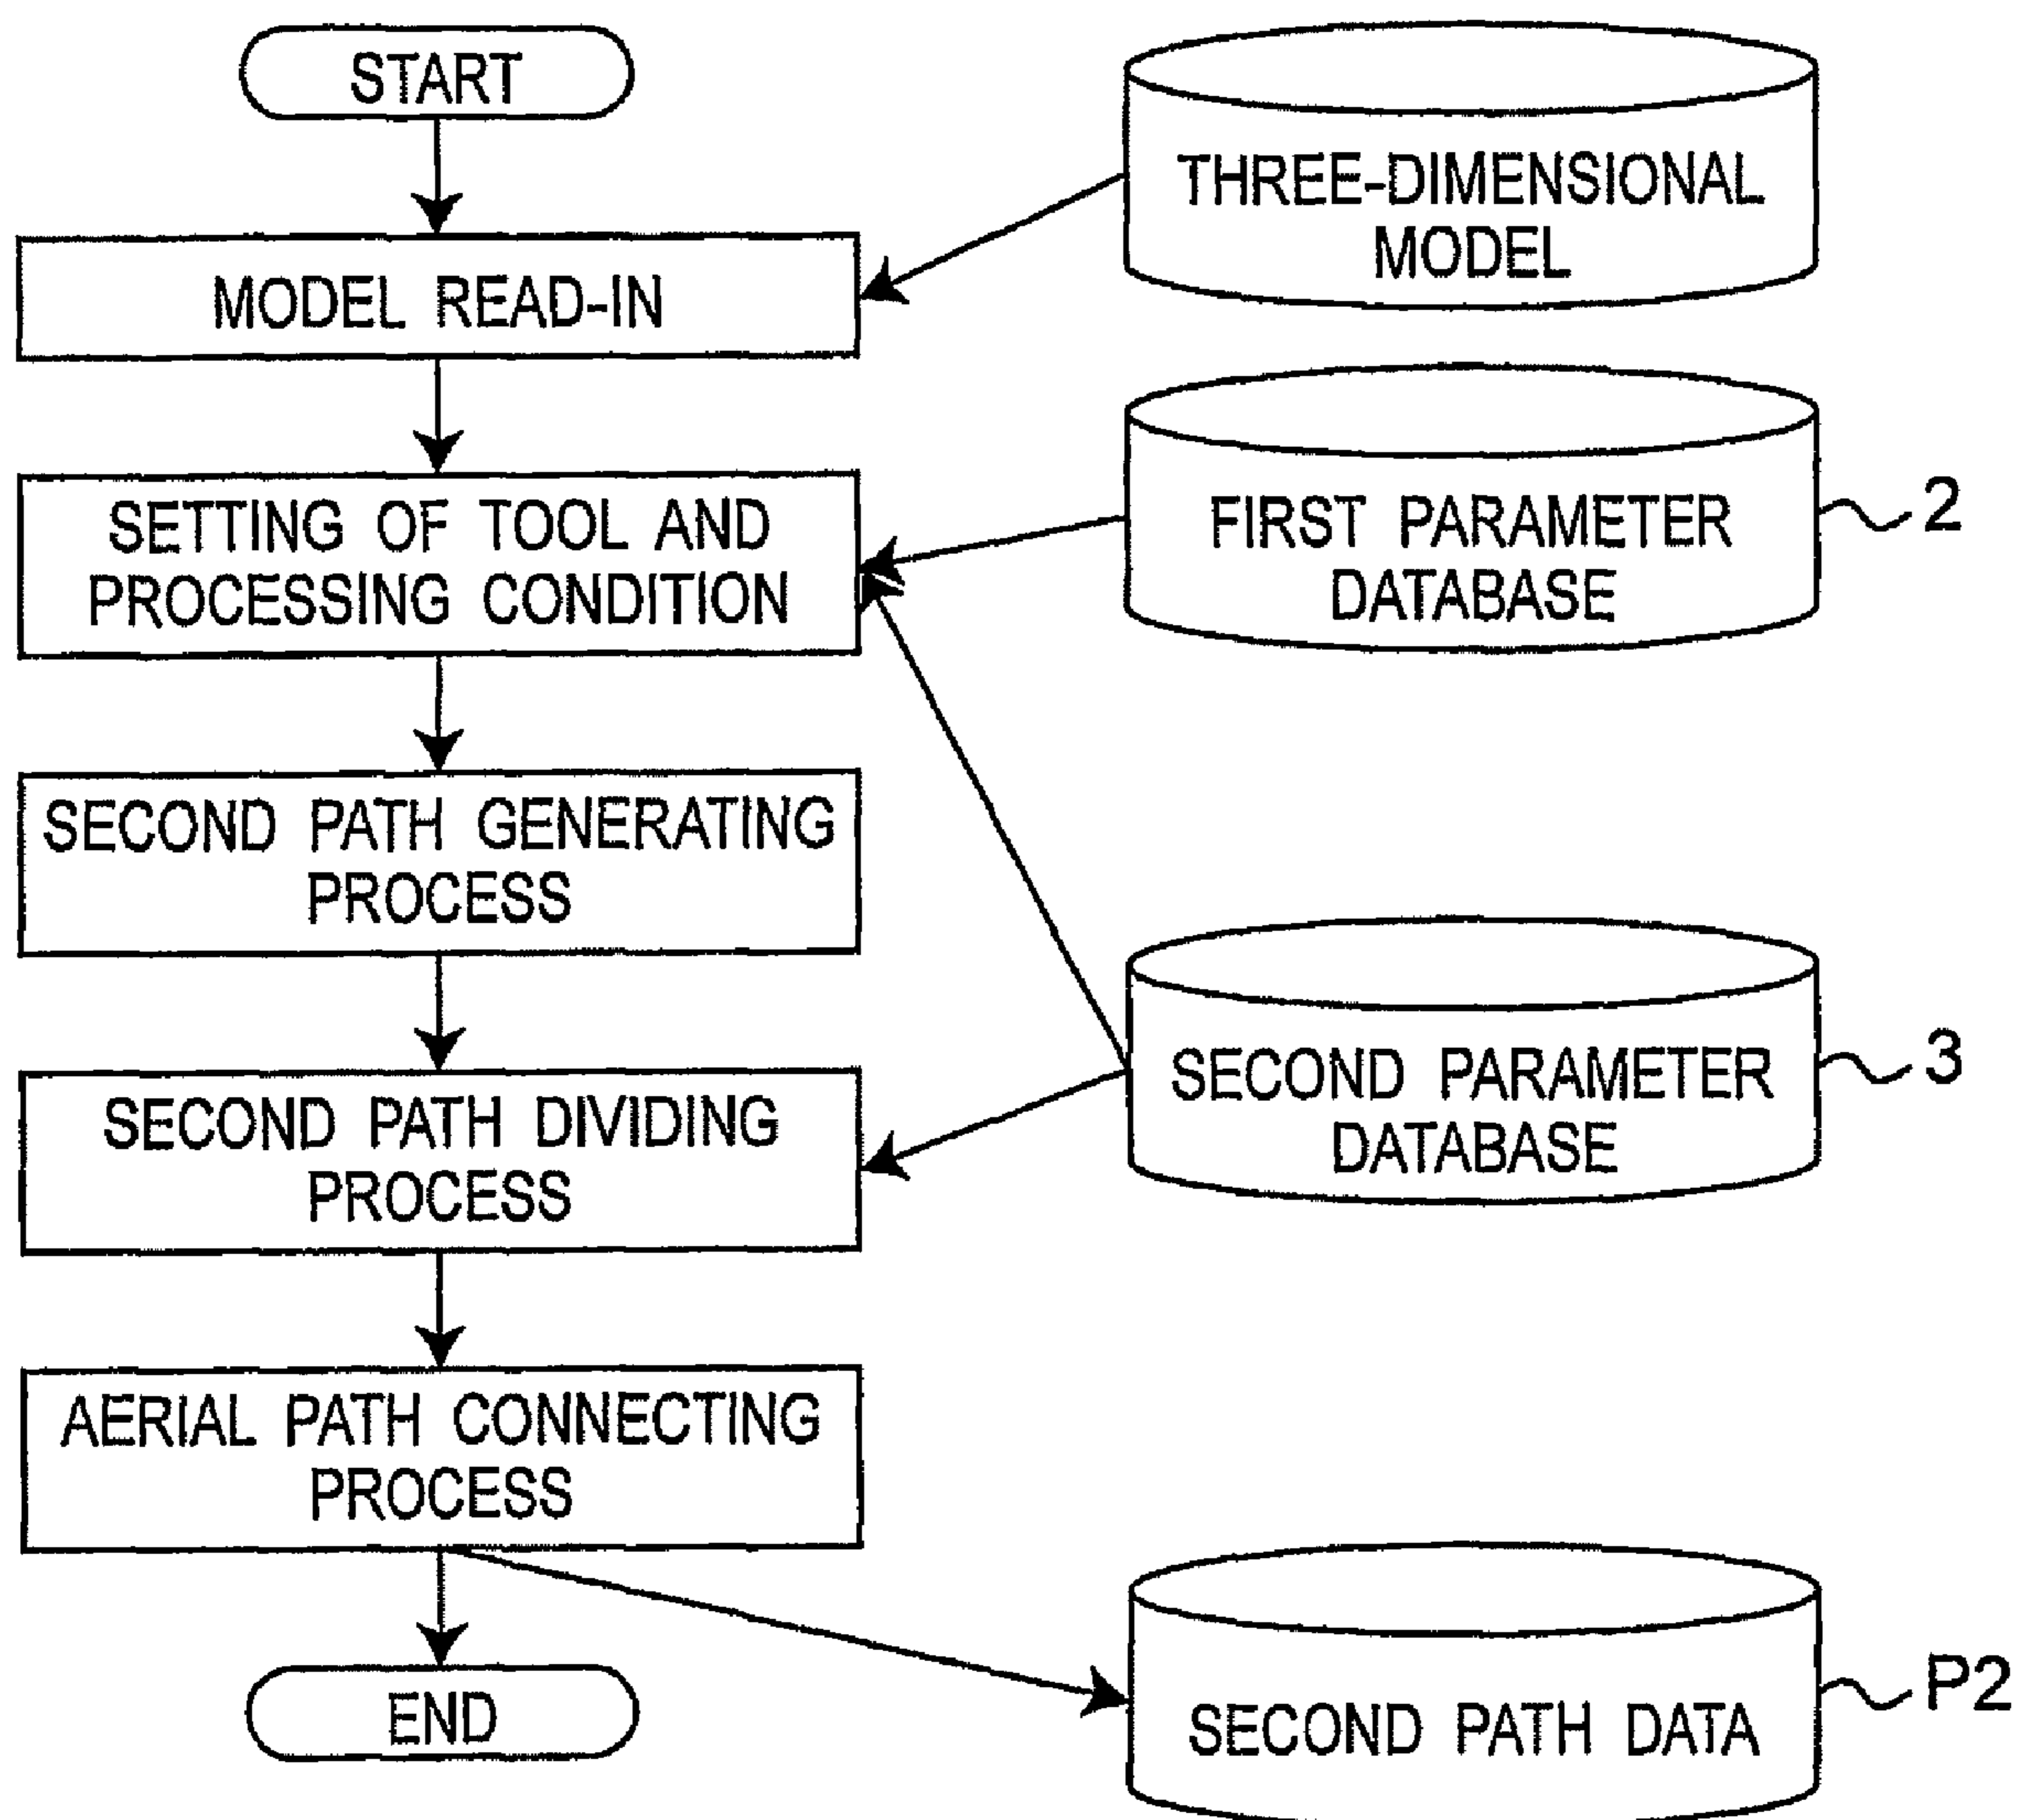 START
THREE-DIMENSIONAL
MODEL
MODEL READ-IN
FIRST PARAMETER
DATABASE
2
SETTING OF TOOL AND
PROCESSING CONDITION
SECOND PATH GENERATING
PROCESS
SECOND PARAMETER
DATABASE
3
SECOND PATH DIVIDING
PROCESS
AERIAL PATH CONNECTING
PROCESS
SECOND PATH DATA
P2
END